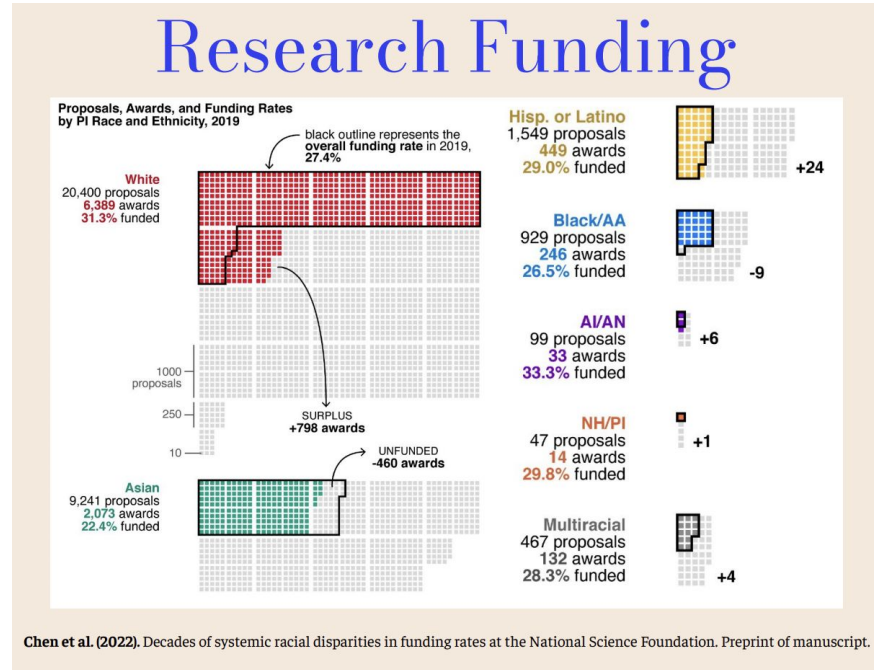 Research Funding
Proposals, Awards, and Funding Rates
by PI Race and Ethnicity, 2019
black outline represents the
overall funding rate in 2019,
27.4%
White
20,400 proposals
6,389 awards
31.3% funded
1000
proposals
250
10
SURPLUS
+798 awards
UNFUNDED
-460 awards
Asian
9,241 proposals
2,073 awards
22.4% funded
Hisp. or Latino
1,549 proposals
449 awards
29.0% funded
+24
Black/AA
929 proposals
246 awards
26.5% funded
-9
AI/AN
99 proposals
33 awards
33.3% funded
+6
NH/PI
47 proposals
14 awards
29.8% funded
+1
Multiracial
467 proposals
132 awards
28.3% funded
+4
Chen et al. (2022). Decades of systemic racial disparities in funding rates at the National Science Foundation. Preprint of manuscript.